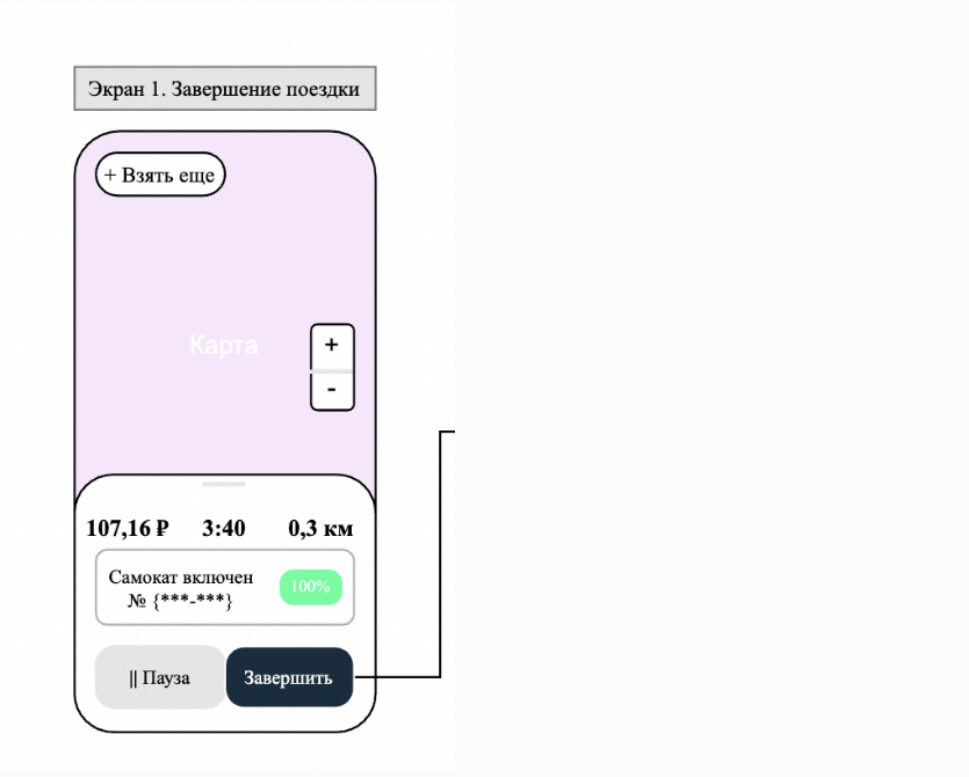 Экран 1. Завершение поездки
+ Взять еще
Карта
+
-
107,16 ₽ 3:40 0,3 км
Самокат включен
№ {***-***}
100%
|| Пауза
Завершить